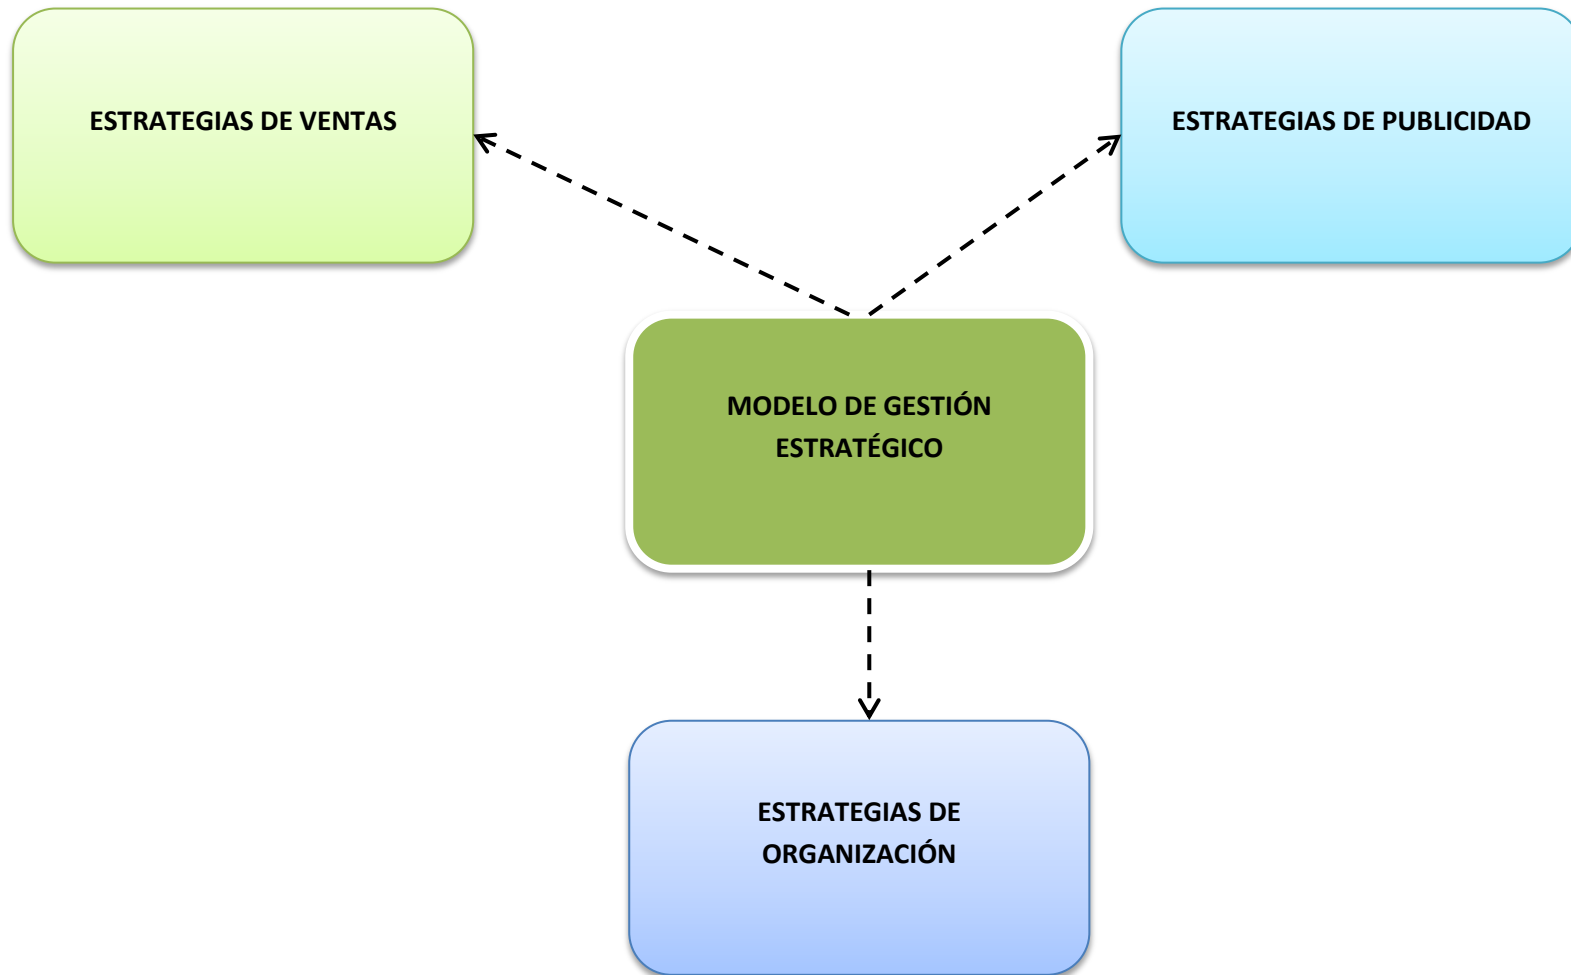 ESTRATEGIAS DE VENTAS
ESTRATEGIAS DE PUBLICIDAD
MODELO DE GESTIÓN
ESTRATÉGICO
ESTRATEGIAS DE
ORGANIZACIÓN